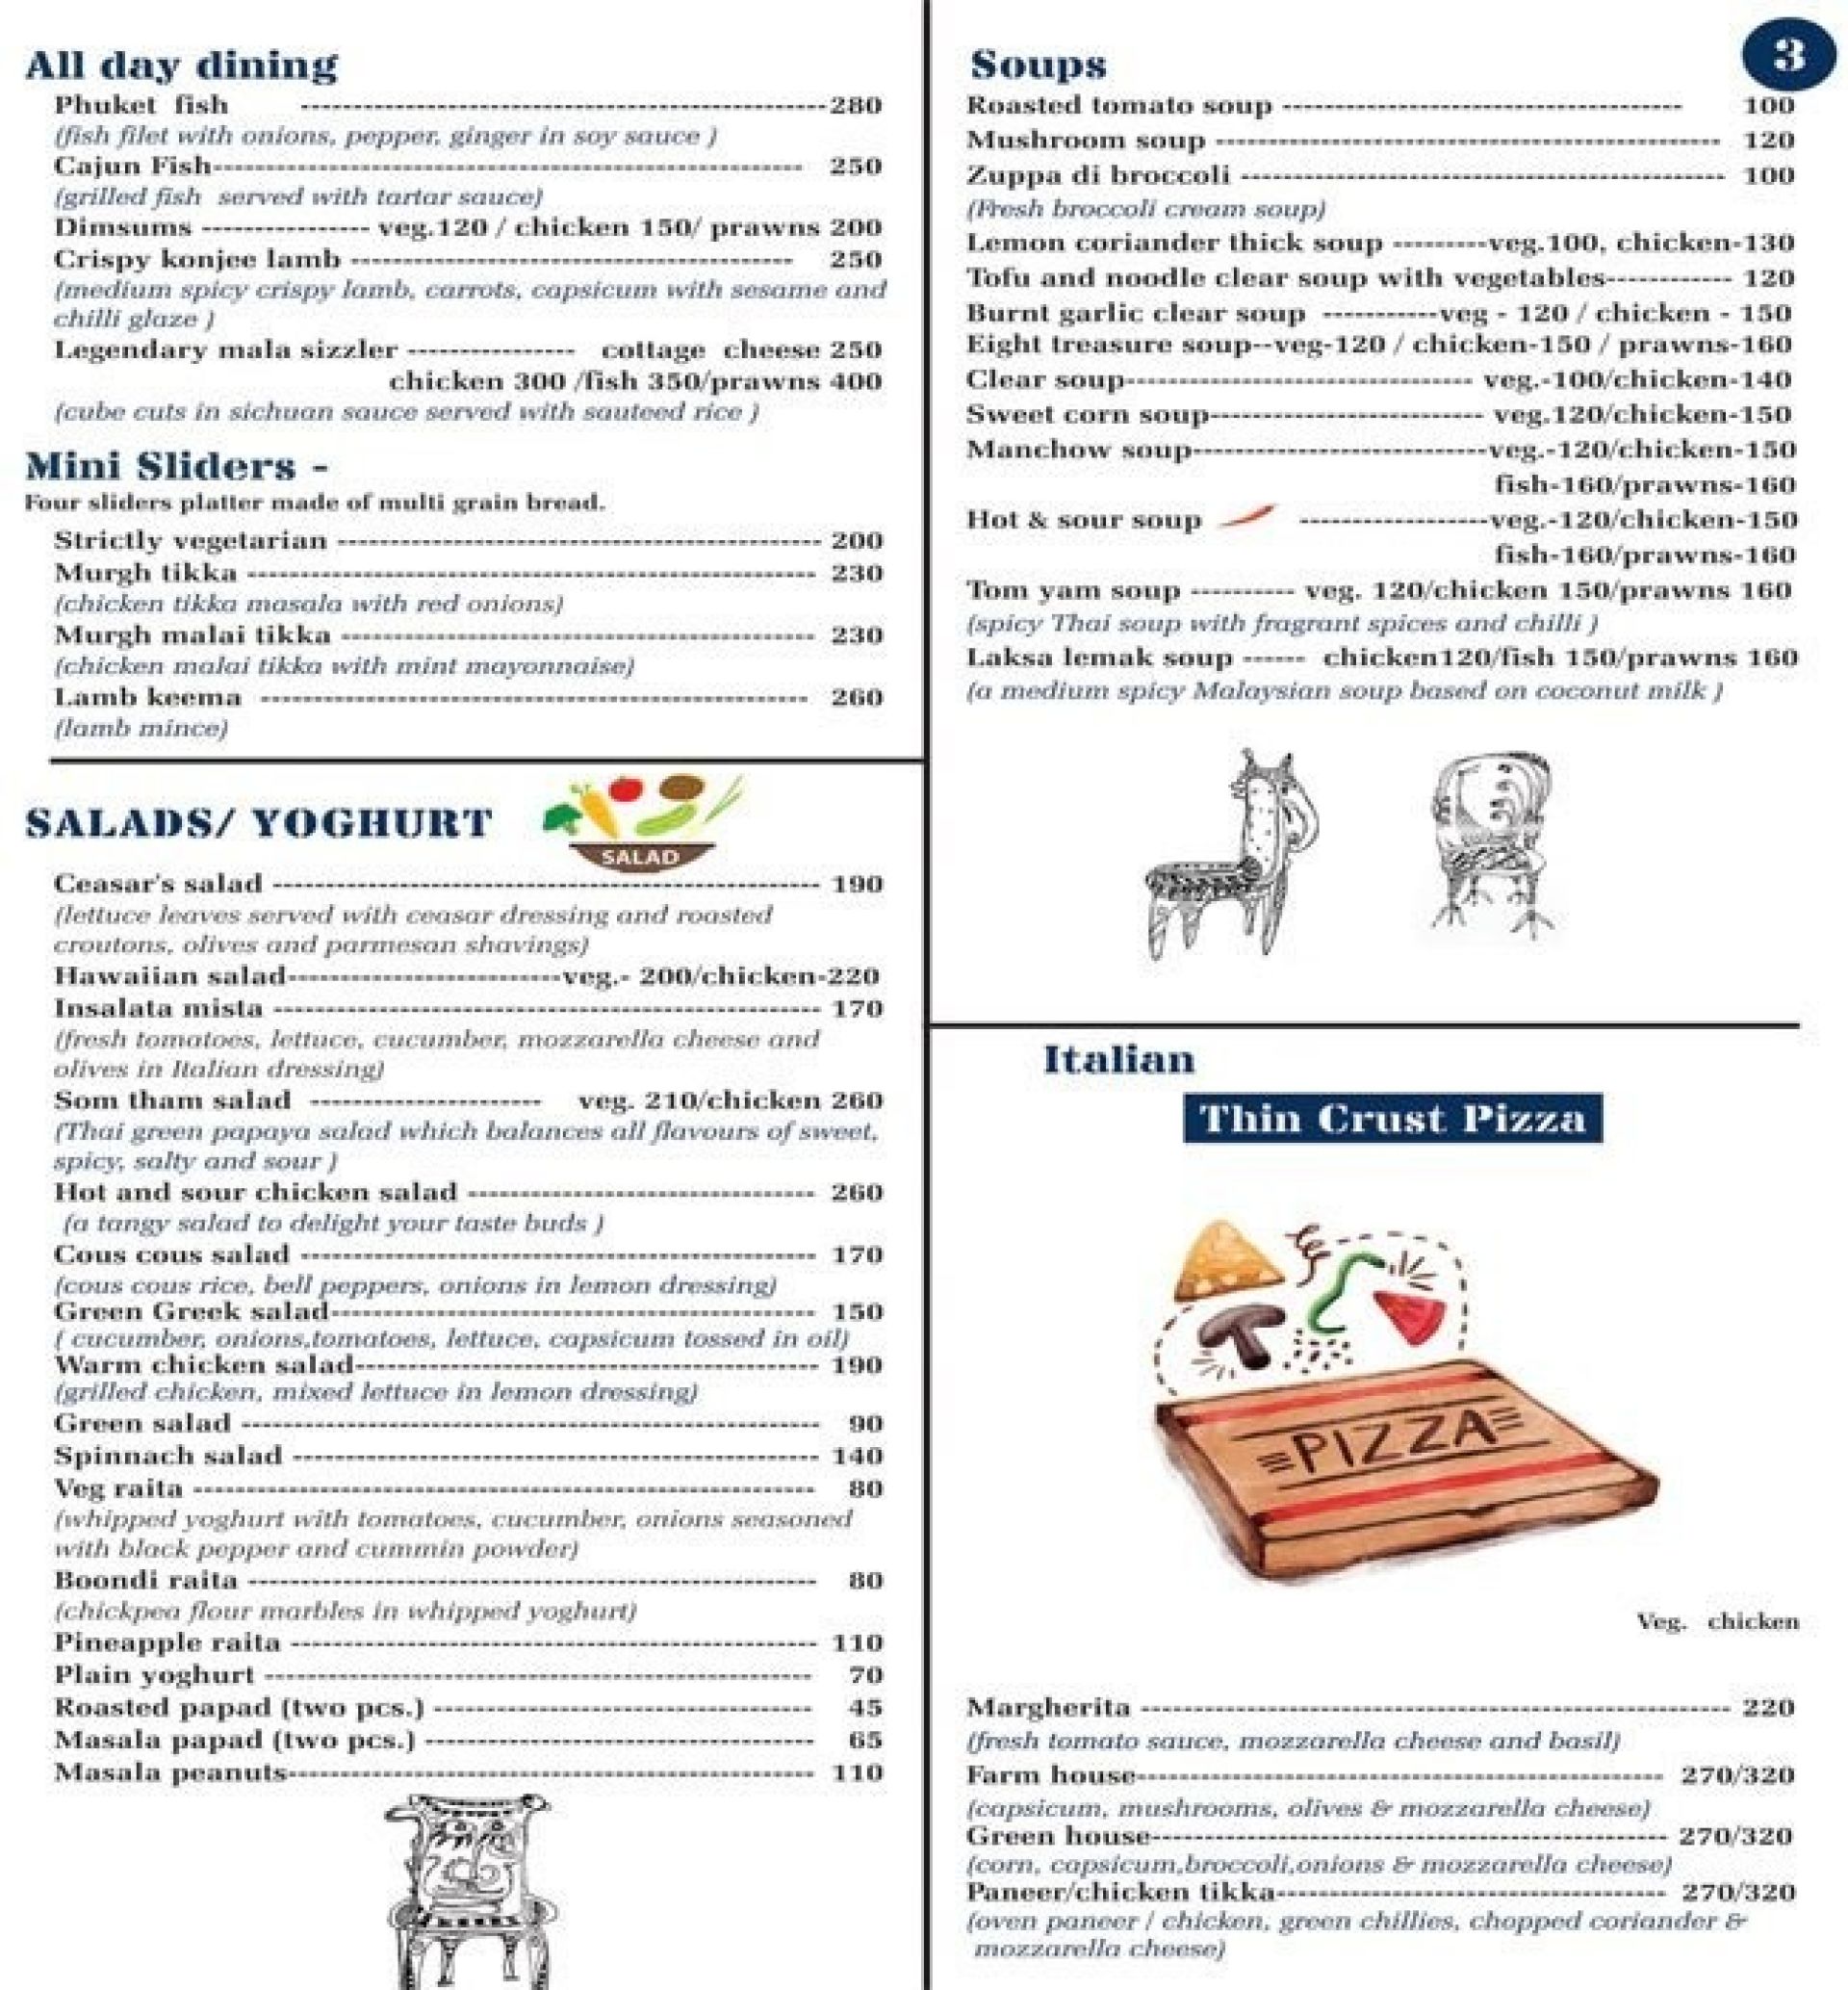 All day dining
Phuket fish ---------------------------------------------------280
(fish filet with onions, pepper, ginger in soy sauce )
Cajun Fish--------------------------------------------------------- 250
(grilled fish served with tartar sauce)
Dimsums ---------------- veg.120 / chicken 150/ prawns 200
Crispy konjee lamb ------------------------------------------ 250
(medium spicy crispy lamb, carrots, capsicum with sesame and
chilli glaze )
Legendary mala sizzler ---------------- cottage cheese 250
chicken 300 /fish 350/prawns 400
(cube cuts in sichuan sauce served with sauteed rice )
Mini Sliders -
Four sliders platter made of multi grain bread.
Strictly vegetarian ----------------------------------------------- 200
Murgh tikka ------------------------------------------------------- 230
(chicken tikka masala with red onions)
Murgh malai tikka ---------------------------------------------- 230
(chicken malai tikka with mint mayonnaise)
Lamb keema ----------------------------------------------------- 260
(lamb mince)
SALADS/ YOGHURT
SALAD
Ceasar's salad ----------------------------------------------------- 190
(lettuce leaves served with ceasar dressing and roasted
croutons, olives and parmesan shavings)
Hawaiian salad--------------------------veg.- 200/chicken-220
Insalata mista ----------------------------------------------------- 170
(fresh tomatoes, lettuce, cucumber, mozzarella cheese and
olives in Italian dressing)
Som tham salad ---------------------- veg. 210/chicken 260
(Thai green papaya salad which balances all flavours of sweet,
spicy, salty and sour )
Hot and sour chicken salad --------------------------------- 260
(a tangy salad to delight your taste buds )
Cous cous salad -------------------------------------------------- 170
(cous cous rice, bell peppers, onions in lemon dressing)
Green Greek salad----------------------------------------------- 150
( cucumber, onions,tomatoes, lettuce, capsicum tossed in oil)
Warm chicken salad--------------------------------------------- 190
(grilled chicken, mixed lettuce in lemon dressing)
Green salad -------------------------------------------------------- 90
Spinnach salad --------------------------------------------------- 140
Veg raita ------------------------------------------------------------ 80
(whipped yoghurt with tomatoes, cucumber, onions seasoned
with black pepper and cummin powder)
Boondi raita ------------------------------------------------------- 80
(chickpea flour marbles in whipped yoghurt)
Pineapple raita --------------------------------------------------- 110
Plain yoghurt ----------------------------------------------------- 70
Roasted papad (two pcs.) ------------------------------------- 45
Masala papad (two pcs.) -------------------------------------- 65
Masala peanuts--------------------------------------------------- 110
3
Soups
Roasted tomato soup --------------------------------------- 100
Mushroom soup ------------------------------------------------- 120
Zuppa di broccoli ----------------------------------------------- 100
(Fresh broccoli cream soup)
Lemon coriander thick soup ---------veg.100, chicken-130
Tofu and noodle clear soup with vegetables------------ 120
Burnt garlic clear soup -----------veg - 120 / chicken - 150
Eight treasure soup--veg-120 / chicken-150 / prawns-160
Clear soup--------------------------------- veg.-100/chicken-140
Sweet corn soup-------------------------- veg.120/chicken-150
Manchow soup----------------------------veg.-120/chicken-150
fish-160/prawns-160
Hot & sour soup ------------------veg.-120/chicken-150
fish-160/prawns-160
Tom yam soup ---------- veg. 120/chicken 150/prawns 160
(spicy Thai soup with fragrant spices and chilli )
Laksa lemak soup ------ chicken120/fish 150/prawns 160
(a medium spicy Malaysian soup based on coconut milk )
Italian
Thin Crust Pizza
PIZZA
Veg. chicken
Margherita --------------------------------------------------------- 220
(fresh tomato sauce, mozzarella cheese and basil)
Farm house--------------------------------------------------- 270/320
(capsicum, mushrooms, olives & mozzarella cheese)
Green house-------------------------------------------------- 270/320
(corn, capsicum,broccoli,onions & mozzarella cheese)
Paneer/chicken tikka-------------------------------------- 270/320
(oven paneer / chicken, green chillies, chopped coriander &
mozzarella cheese)